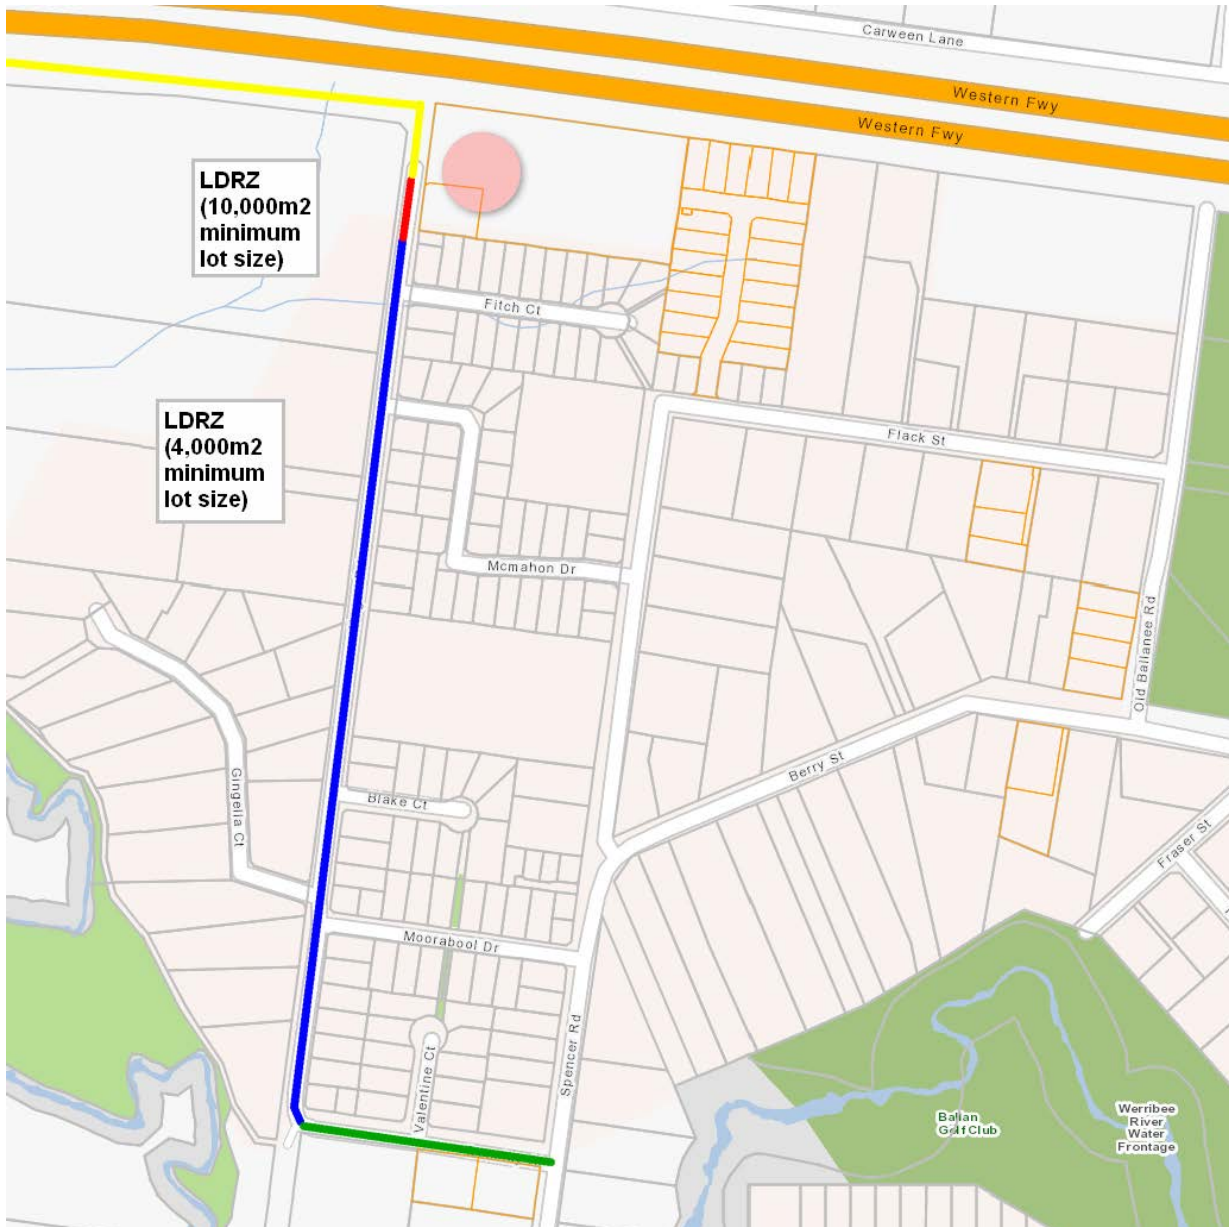 Carween Lane
Western Fwy
Western Fwy
LDRZ
(10,000m2
minimum
lot size)
Fitch Ct
LDRZ
(4,000m2
minimum
lot size)
Flack St
Mcmahon Dr
Old Ballanee Rd
Gingella Ct
Berry St
Blake Ct
Fraser St
Moorabool Dr
Spencer Rd
Valentine Ct
Ballan
Golf Club
Werribee
River
Water
Frontage